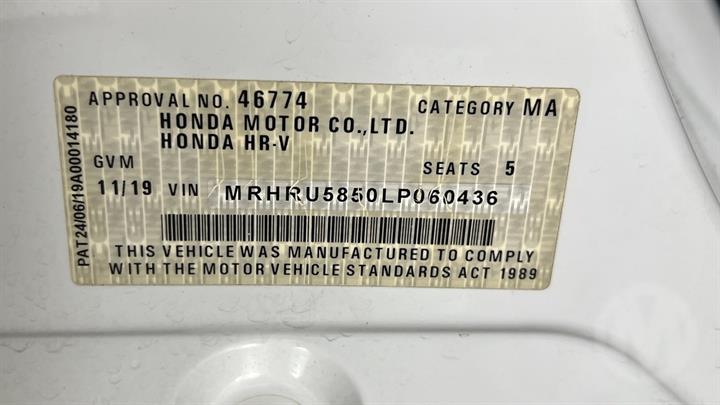 APPROVAL NO. 46774 CATEGORY MA
HONDA MOTOR CO.,LTD.
HONDA HR-V
GVM SEATS 5
11/19 VIN MRHRU5850LP060436
THIS VEHICLE WAS MANUFACTURED TO COMPLY
WITH THE MOTOR VEHICLE STANDARDS ACT 1989
PAT24/06/19A00014180
M